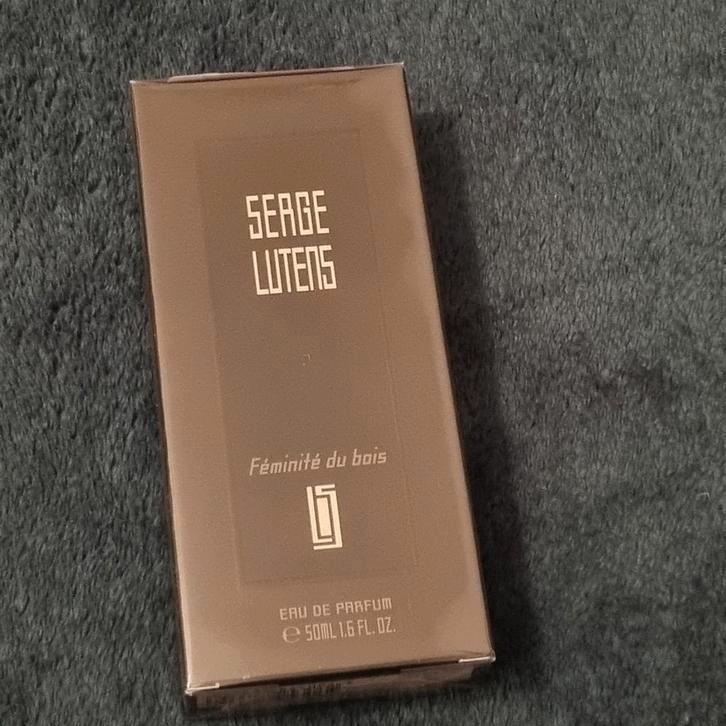 SERGE
LUTENS
Féminité du bois
EAU DE PARFUM
e 50ML 1.6 FL. OZ.